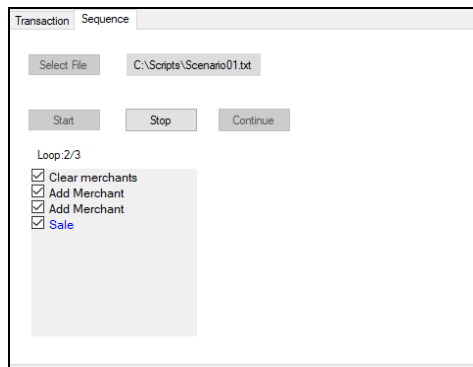 Transaction Sequence
Select File C:\Scripts\Scenario01.txt
Start Stop Continue
Loop:2/3
Clear merchants
Add Merchant
Add Merchant
Sale